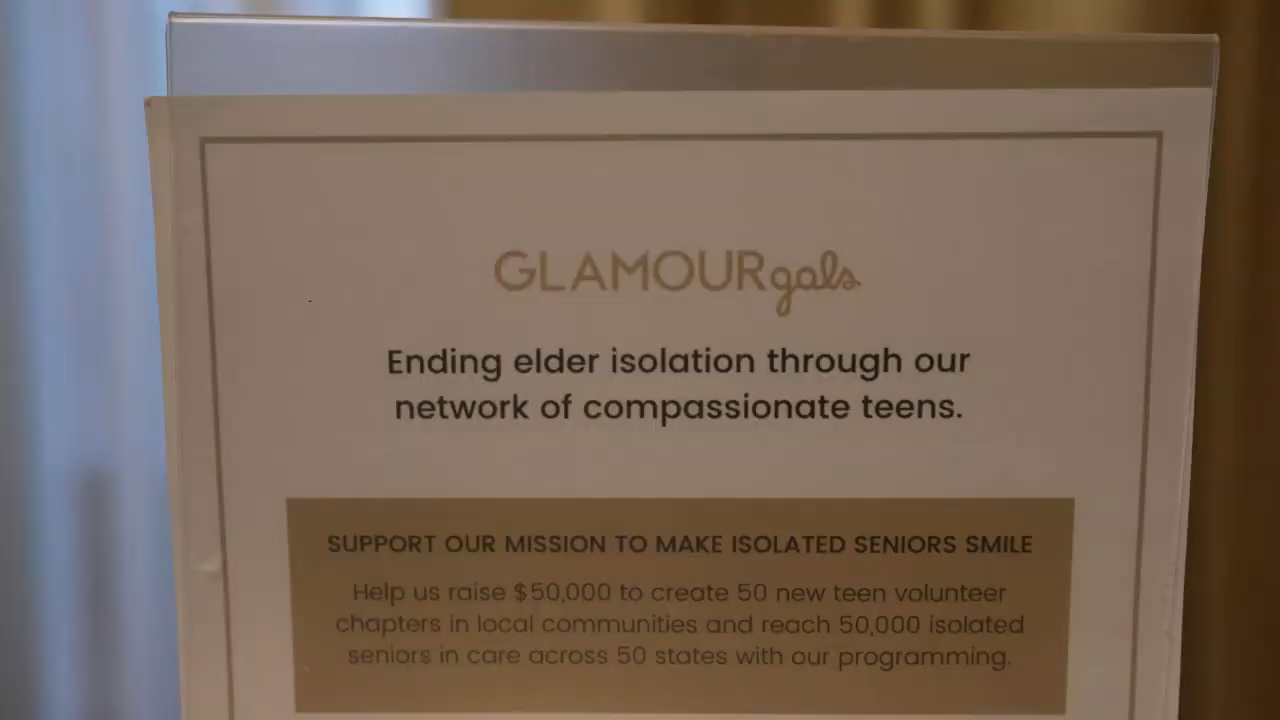 GLAMOURgals
Ending elder isolation through our
network of compassionate teens.
SUPPORT OUR MISSION TO MAKE ISOLATED SENIORS SMILE
Help us raise $50,000 to create 50 new teen volunteer
chapters in local communities and reach 50,000 isolated
seniors in care across 50 states with our programming.